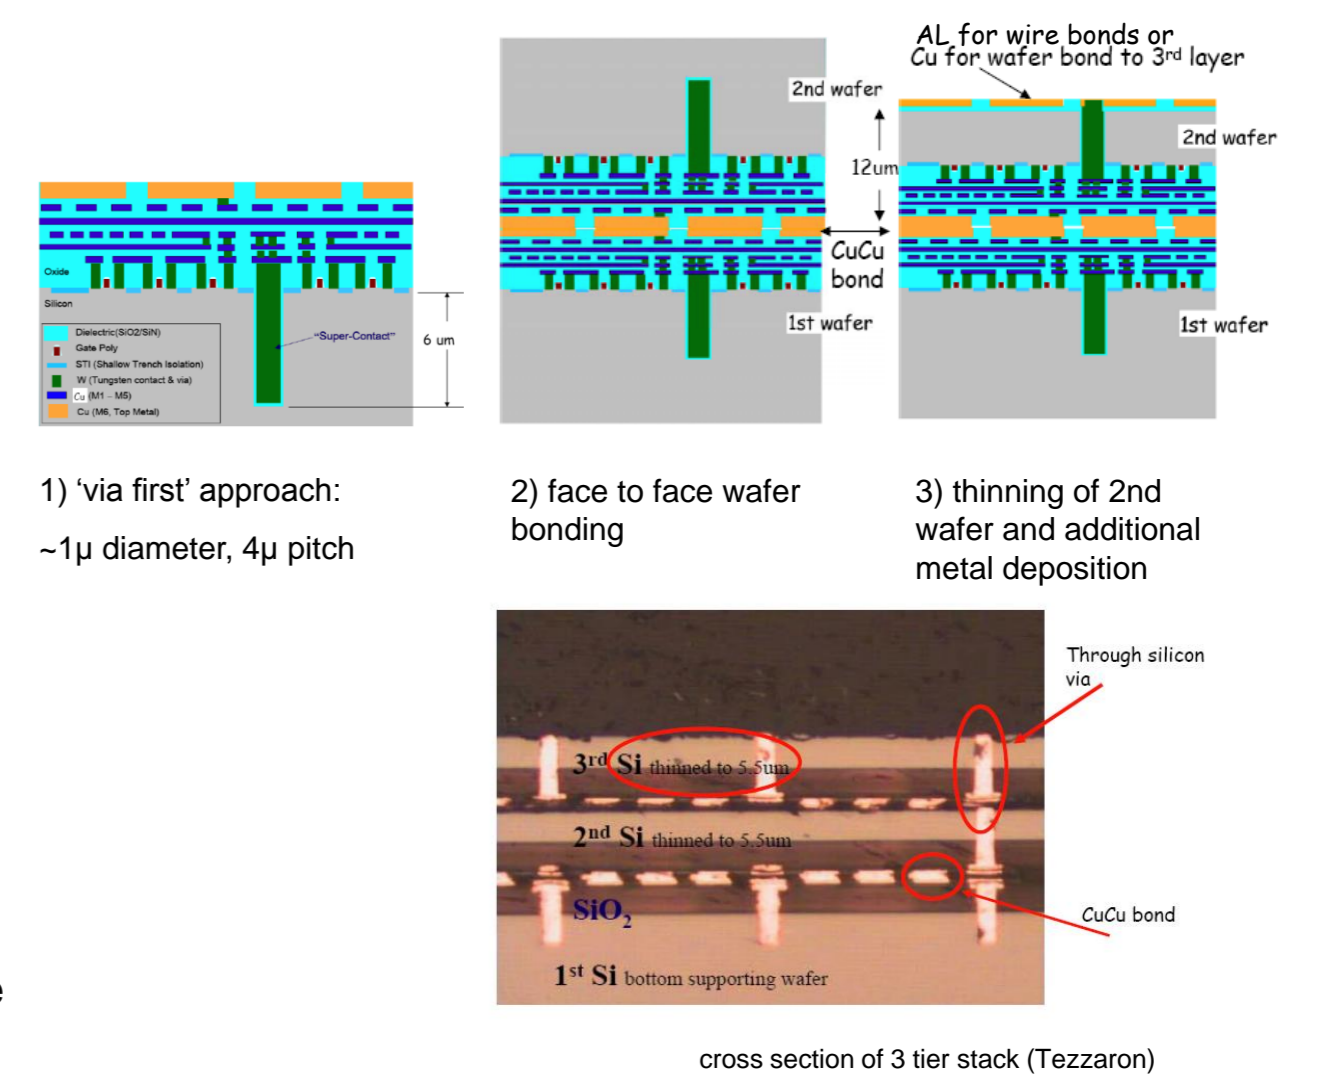 AL for wire bonds or
Cu for wafer bond to 3rd layer
2nd wafer
2nd wafer
12um
CuCu
bond
1st wafer
1st wafer
Oxide
Silicon
Dielectric(SiO2/SiN)
Gate Poly
STI (Shallow Trench Isolation)
W (Tungsten contact & via)
Cu (M1 – M5)
Cu (M6, Top Metal)
“Super-Contact”
6 um
1) ‘via first’ approach:
~1µ diameter, 4µ pitch
2) face to face wafer
bonding
3) thinning of 2nd
wafer and additional
metal deposition
Through silicon
via
3rd Si thinned to 5.5um
2nd Si thinned to 5.5um
SiO2
CuCu bond
1st Si bottom supporting wafer
e
cross section of 3 tier stack (Tezzaron)